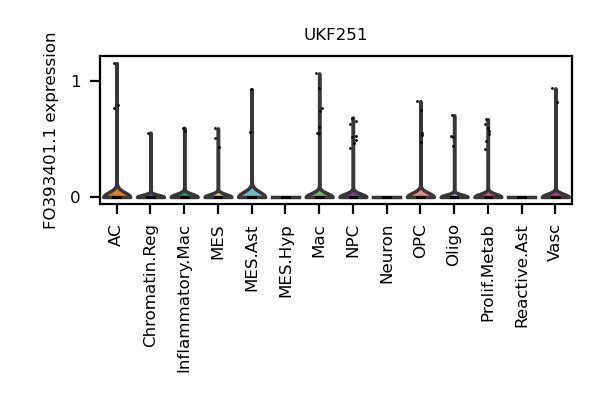 UKF251
FO393401.1 expression
1
0
AC
Chromatin.Reg
Inflammatory.Mac
MES
MES.Ast
MES.Hyp
Mac
NPC
Neuron
OPC
Oligo
Prolif.Metab
Reactive.Ast
Vasc